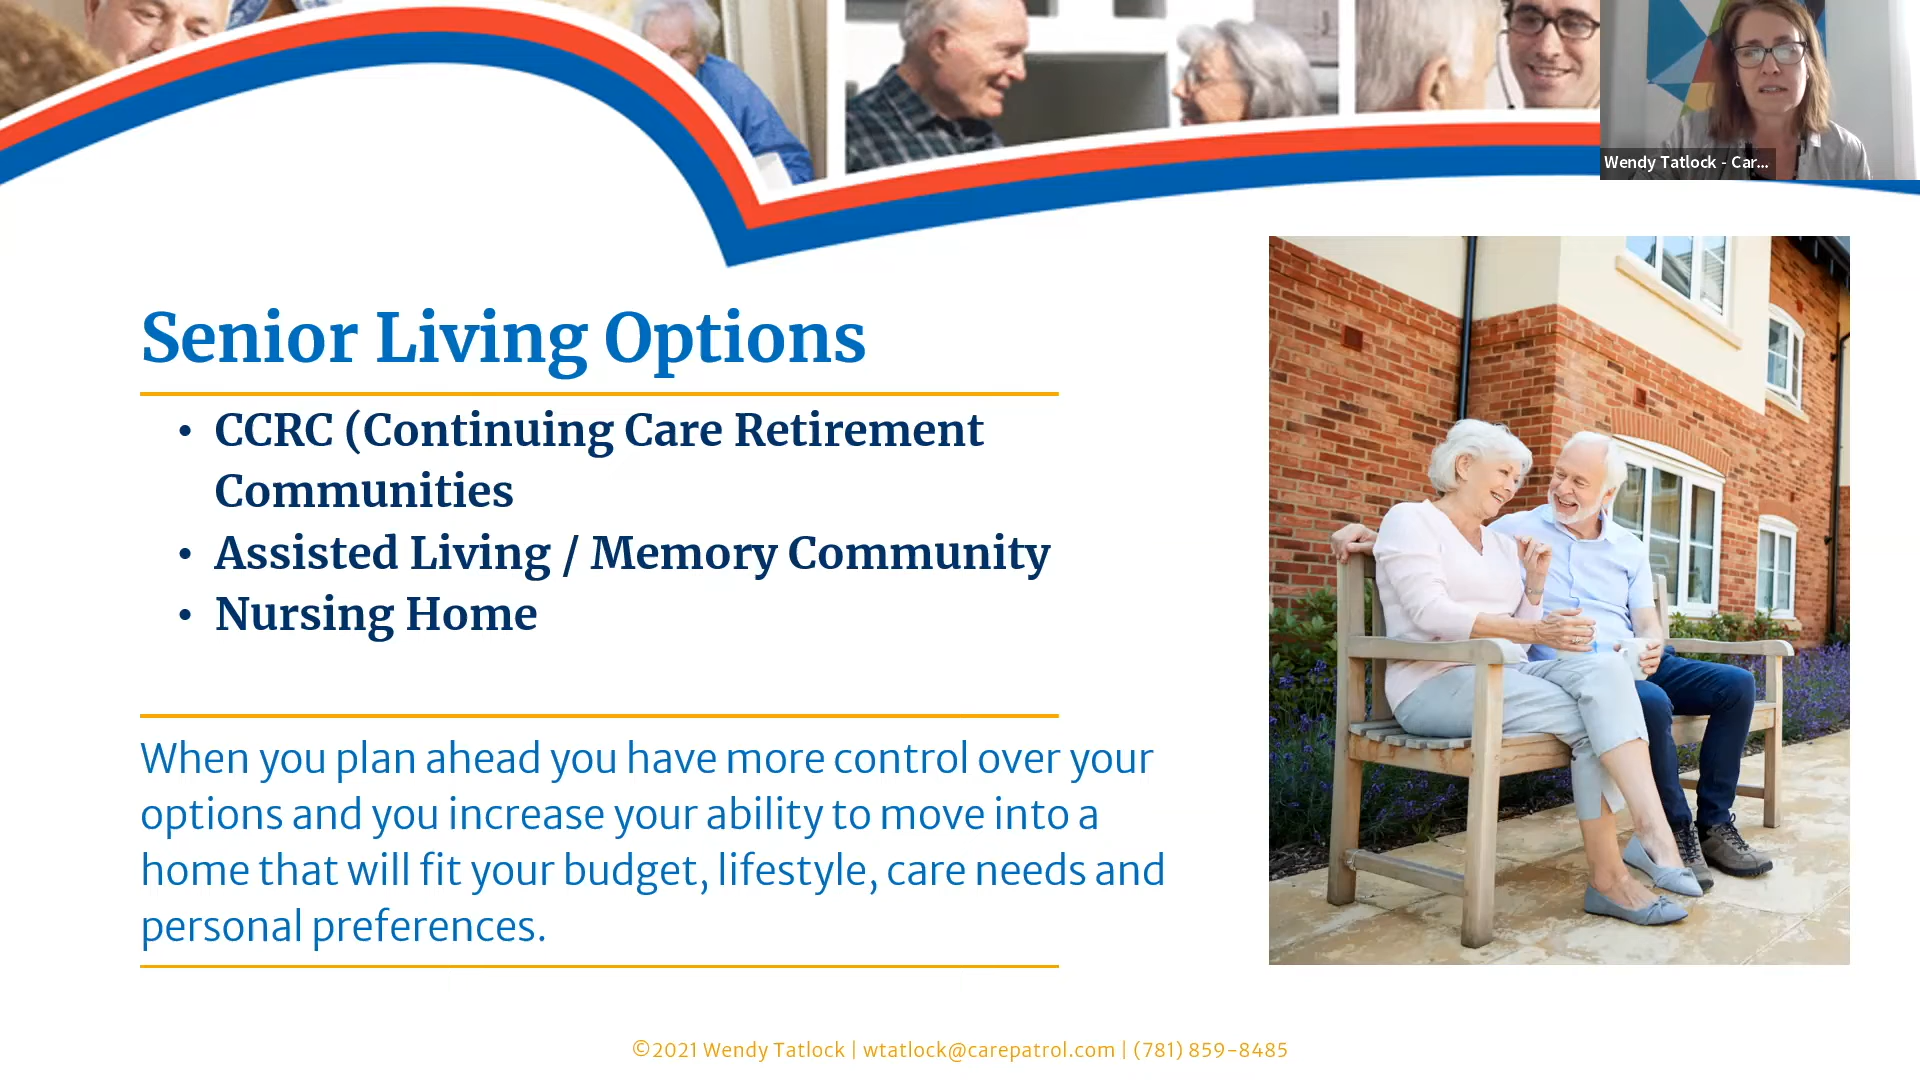 Wendy Tatlock - Car...
Senior Living Options
• CCRC (Continuing Care Retirement
Communities
• Assisted Living / Memory Community
• Nursing Home
When you plan ahead you have more control over your
options and you increase your ability to move into a
home that will fit your budget, lifestyle, care needs and
personal preferences.
©2021 Wendy Tatlock | wtatlock@carepatrol.com | (781) 859-8485